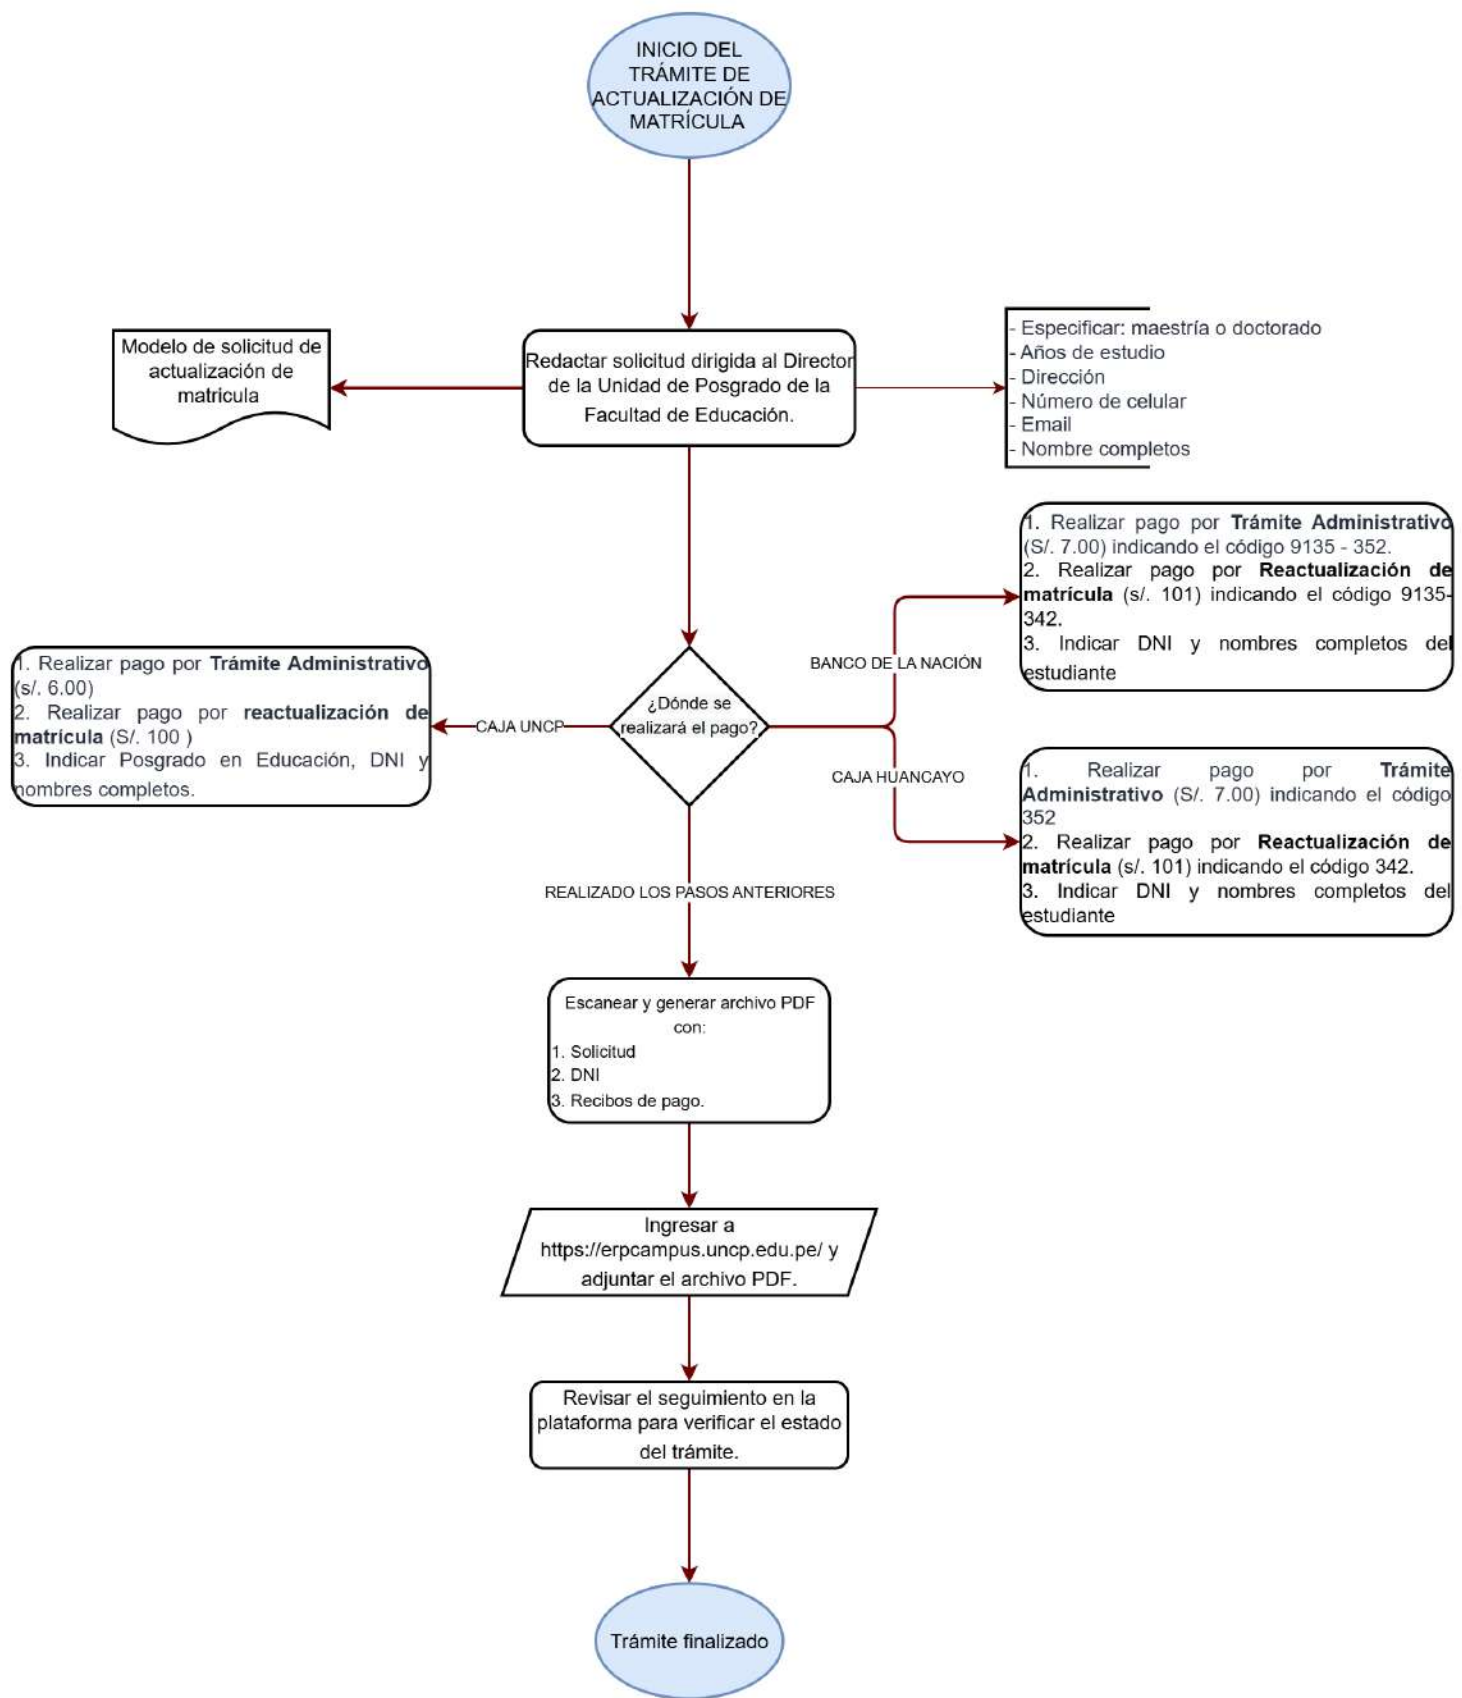 INICIO DEL
TRÁMITE DE
ACTUALIZACIÓN DE
MATRÍCULA
Modelo de solicitud de
actualización de
matricula
Redactar solicitud dirigida al Director
de la Unidad de Posgrado de la
Facultad de Educación.
- Especificar: maestría o doctorado
- Años de estudio
- Dirección
- Número de celular
- Email
- Nombre completos
1. Realizar pago por Trámite Administrativo
(S/. 7.00) indicando el código 9135 - 352.
2. Realizar pago por Reactualización de
matrícula (s/. 101) indicando el código 9135-
342.
3. Indicar DNI y nombres completos del
estudiante
BANCO DE LA NACIÓN
1. Realizar pago por Trámite Administrativo
(s/. 6.00)
2. Realizar pago por reactualización de
matrícula (S/. 100 )
3. Indicar Posgrado en Educación, DNI y
nombres completos.
CAJA UNCP
¿Dónde se
realizará el pago?
CAJA HUANCAYO
1. Realizar pago por Trámite
Administrativo (S/. 7.00) indicando el código
352
2. Realizar pago por Reactualización de
matrícula (s/. 101) indicando el código 342.
3. Indicar DNI y nombres completos del
estudiante
REALIZADO LOS PASOS ANTERIORES
Escanear y generar archivo PDF
con:
1. Solicitud
2. DNI
3. Recibos de pago.
Ingresar a
https://erpcampus.uncp.edu.pe/ y
adjuntar el archivo PDF.
Revisar el seguimiento en la
plataforma para verificar el estado
del trámite.
Trámite finalizado